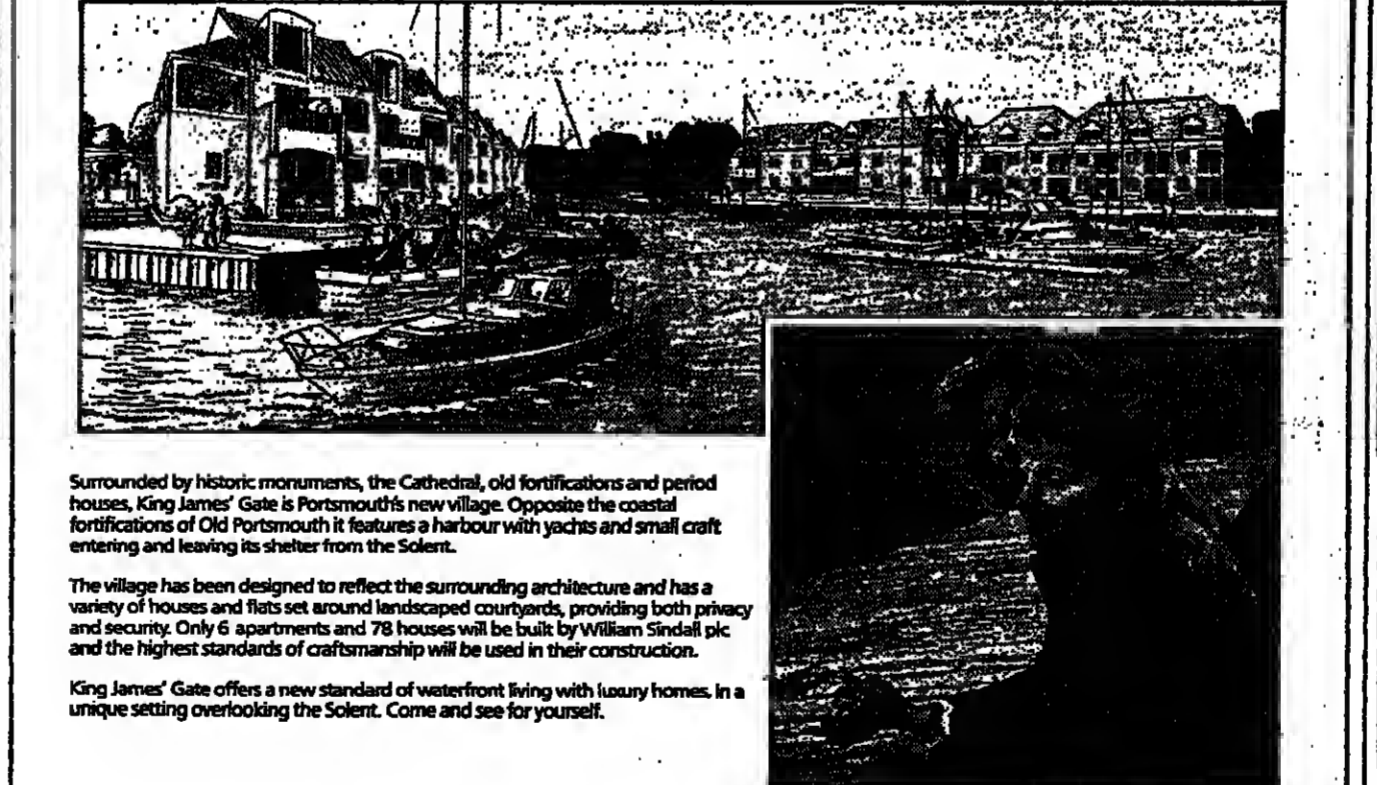 Surrounded by historic monuments, the Cathedral, old fortifications and period
houses, King James' Gate is Portsmouth's new village. Opposite the coastal
fortifications of Old Portsmouth it features a harbour with yachts and small craft
entering and leaving its shelter from the Solent.
The village has been designed to reflect the surrounding architecture and has a
variety of houses and flats set around landscaped courtyards, providing both privacy
and security. Only 6 apartments and 78 houses will be built by William Sindall plc
and the highest standards of craftsmanship will be used in their construction.
King James' Gate offers a new standard of waterfront living with luxury homes, in a
unique setting overlooking the Solent. Come and see for yourself.